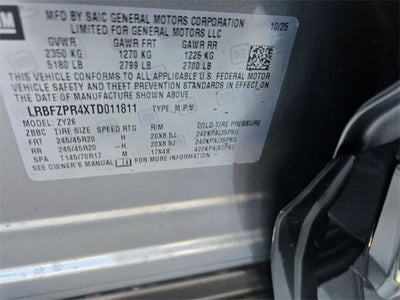 GM
MFD BY SAIC GENERAL MOTORS CORPORATION 10/25
LIMITED FOR GENERAL MOTORS LLC
GVWR GAWR FRT GAWR RR
2350 KG 1270 KG 1225 KG
5180 LB 2799 LB 2700 LB
THIS VEHICLE CONFORMS TO ALL APPLICABLE U.S. FEDERAL MOTOR
VEHICLE SAFETY AND THEFT PREVENTION STANDARDS IN EFFECT
ON THE DATE OF MANUFACTURE SHOWN ABOVE.
LRBFZPR4XTD011811 TYPE: M.P.V.
MODEL: ZY26
ZBBC TIRE SIZE SPEED RTG RIM COLD TIRE PRESSURE
FRT 245/45R20 H 20X8.5J 240KPA(35PSI)
RR 245/45R20 H 20X8.5J 240KPA(35PSI)
SPA T145/70R17 M 17X4B 420KPA(60PSI)
SEE OWNER'S MANUAL FOR ADDITIONAL INFORMATION.